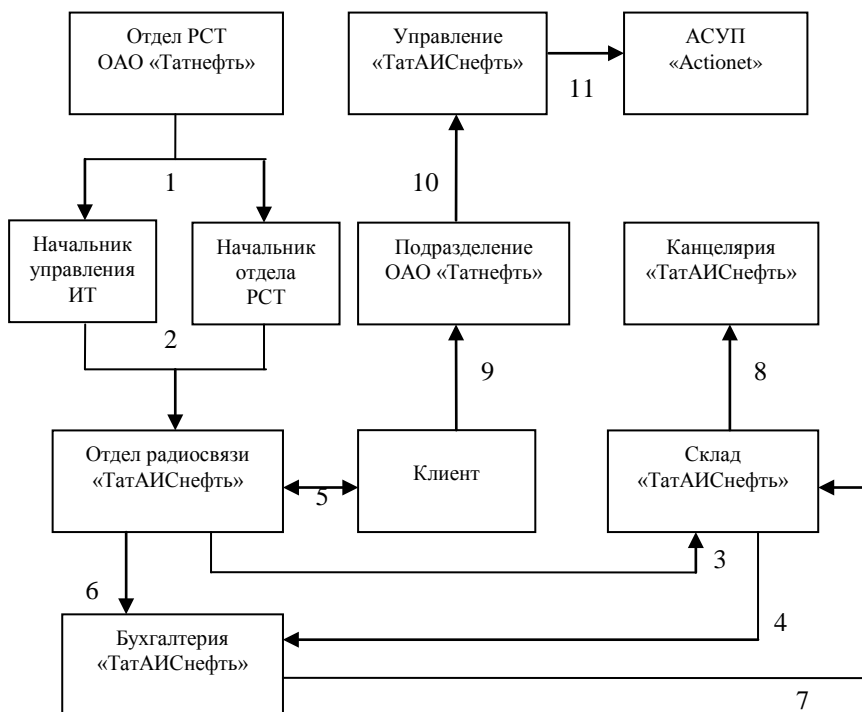 Отдел РСТ
ОАО «Татнефть»
Управление
«ТатАИСнефть»
АСУП
«Actionet»
11
1
10
Начальник
управления
ИТ
Начальник
отдела
РСТ
Подразделение
ОАО «Татнефть»
Канцелярия
«ТатАИСнефть»
2
9
8
Отдел радиосвязи
«ТатАИСнефть»
5
Клиент
Склад
«ТатАИСнефть»
3
6
4
Бухгалтерия
«ТатАИСнефть»
7